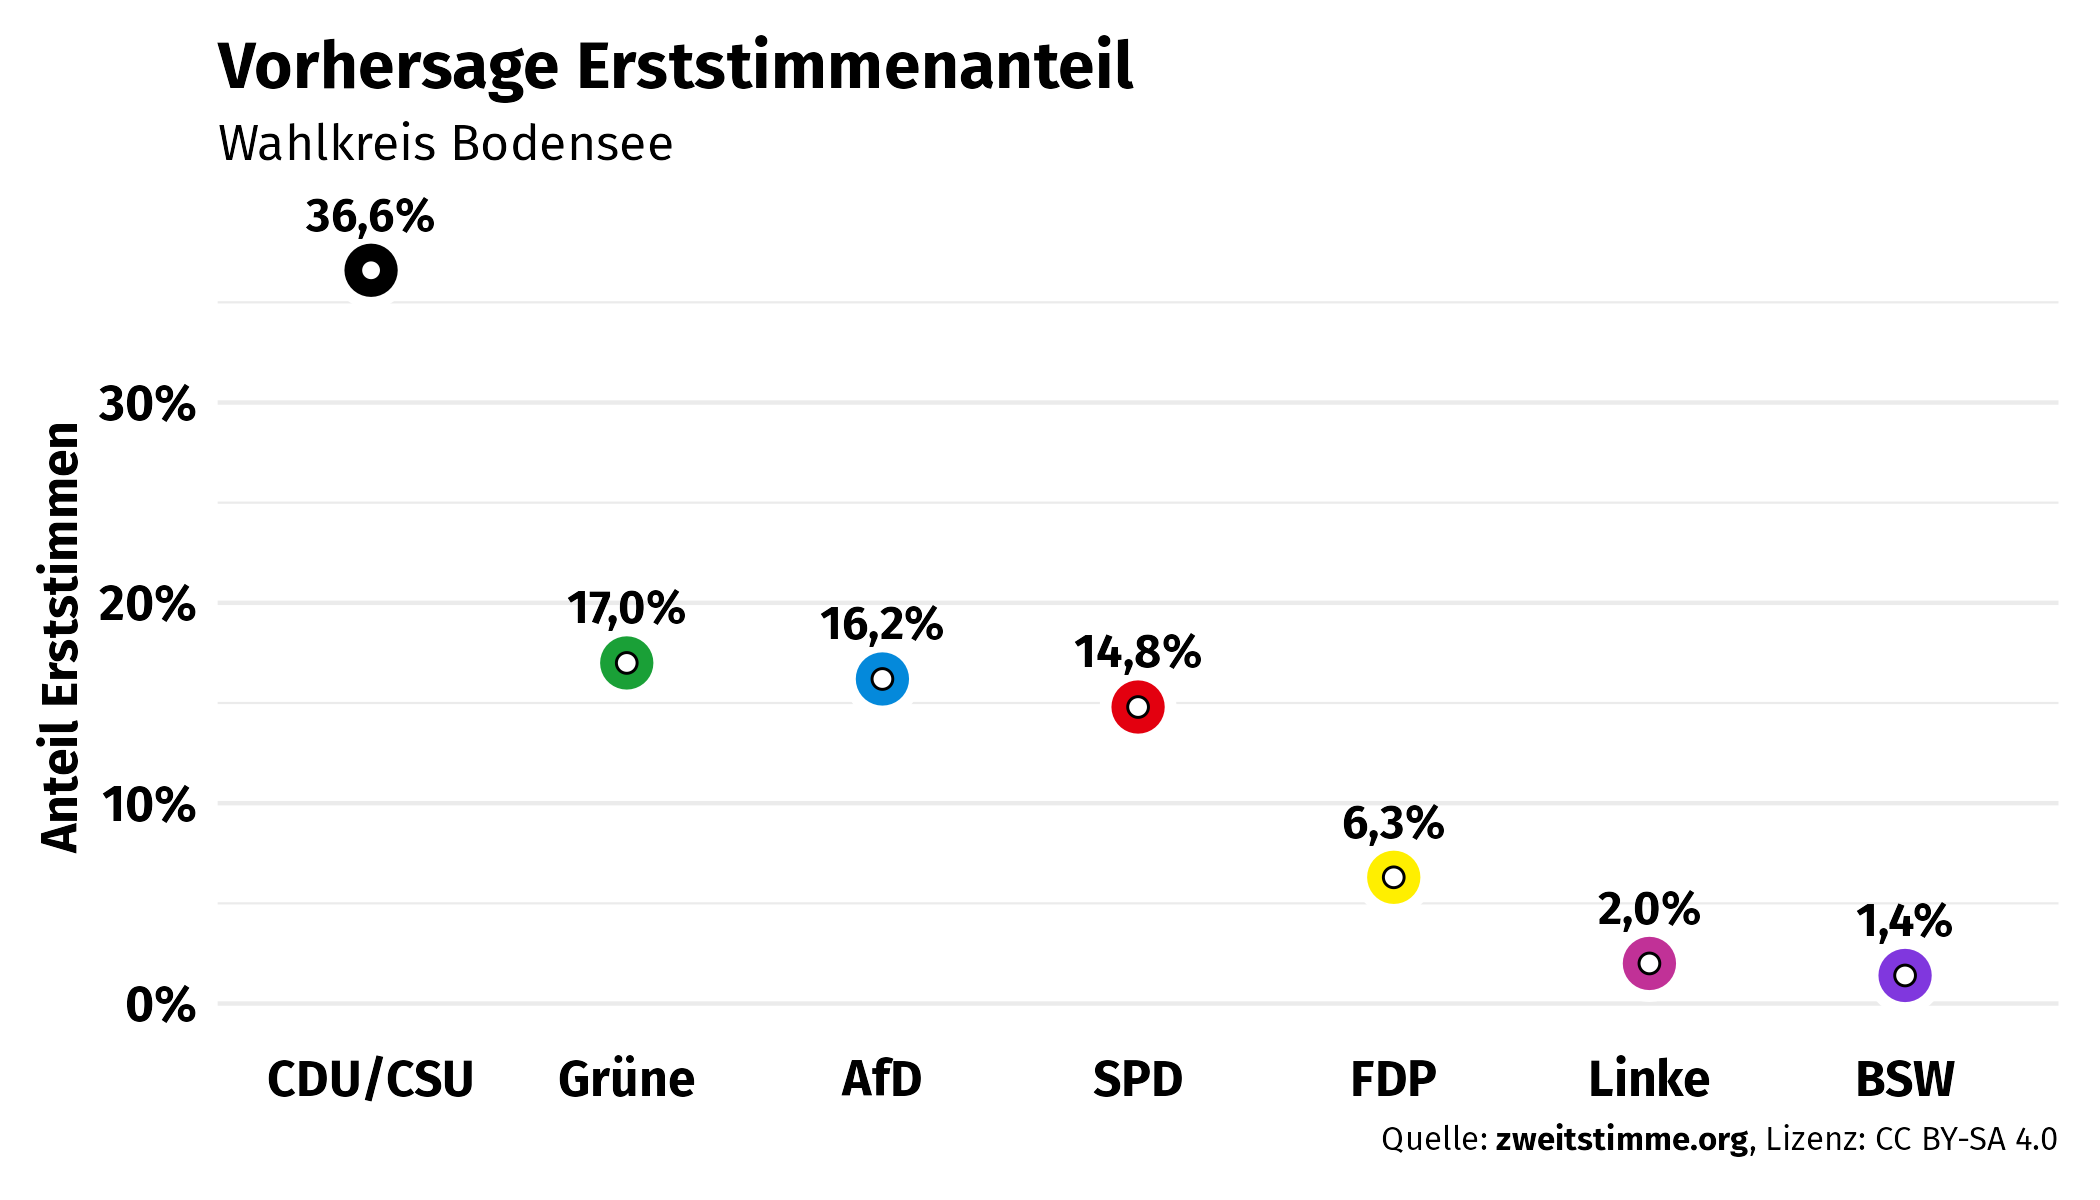 Vorhersage Erststimmenanteil
Wahlkreis Bodensee
36,6%
30%
20%
17,0%
16,2%
14,8%
10%
6,3%
2,0%
1,4%
0%
Anteil Erststimmen
CDU/CSU Grüne AfD SPD FDP Linke BSW
Quelle: zweitstimme.org, Lizenz: CC BY-SA 4.0